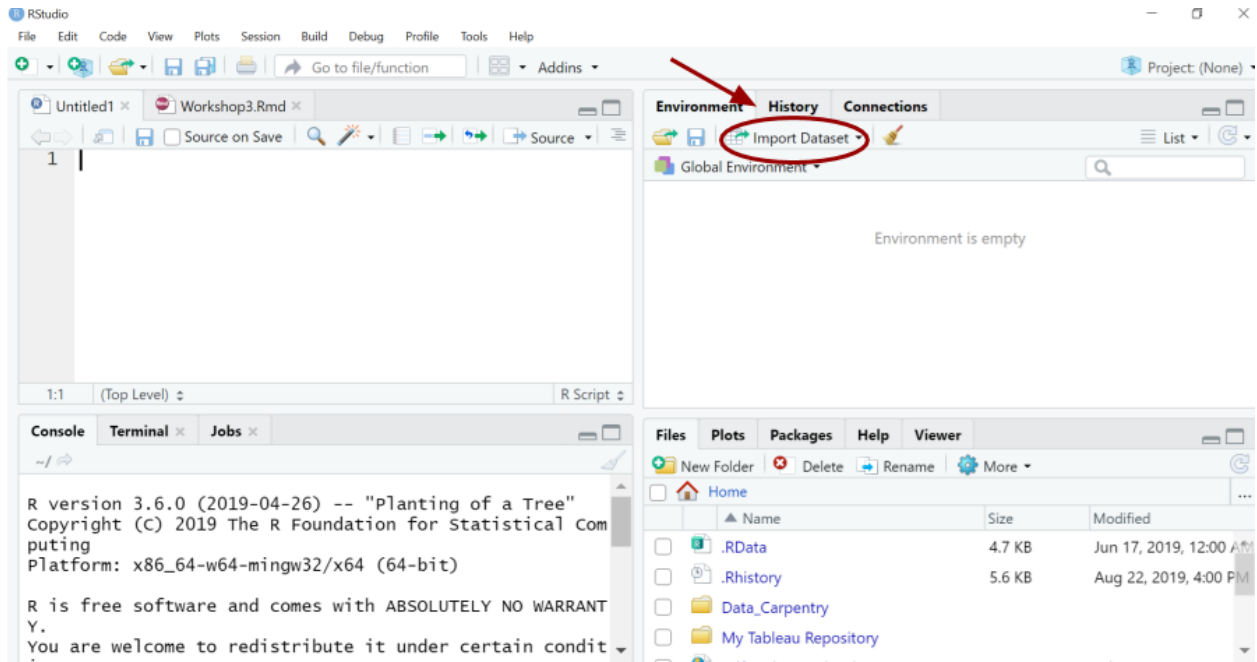 RStudio
File Edit Code View Plots Session Build Debug Profile Tools Help
Go to file/function Addins Project: (None)
Untitled1 Workshop3.Rmd
Source on Save Source
1
1:1 (Top Level) R Script
Environment History Connections
Import Dataset List
Global Environment
Environment is empty
Console Terminal Jobs
~/
R version 3.6.0 (2019-04-26) -- "Planting of a Tree"
Copyright (C) 2019 The R Foundation for Statistical Com
puting
Platform: x86_64-w64-mingw32/x64 (64-bit)
R is free software and comes with ABSOLUTELY NO WARRANT
Y.
You are welcome to redistribute it under certain condit
Files Plots Packages Help Viewer
New Folder Delete Rename More
Home ...
Name Size Modified
.RData 4.7 KB Jun 17, 2019, 12:00 AM
.Rhistory 5.6 KB Aug 22, 2019, 4:00 PM
Data_Carpentry
My Tableau Repository